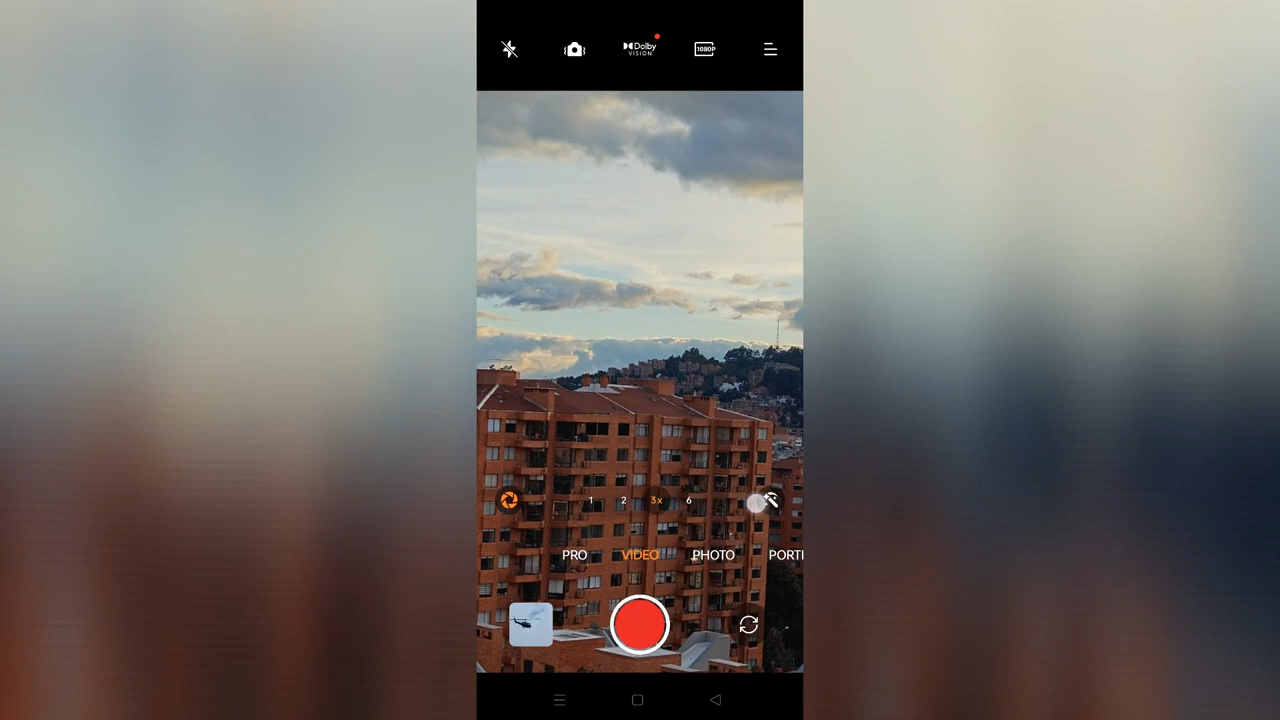 Dolby
VISION
1080P
1 2 3x 6
PRO VIDEO PHOTO PORTI